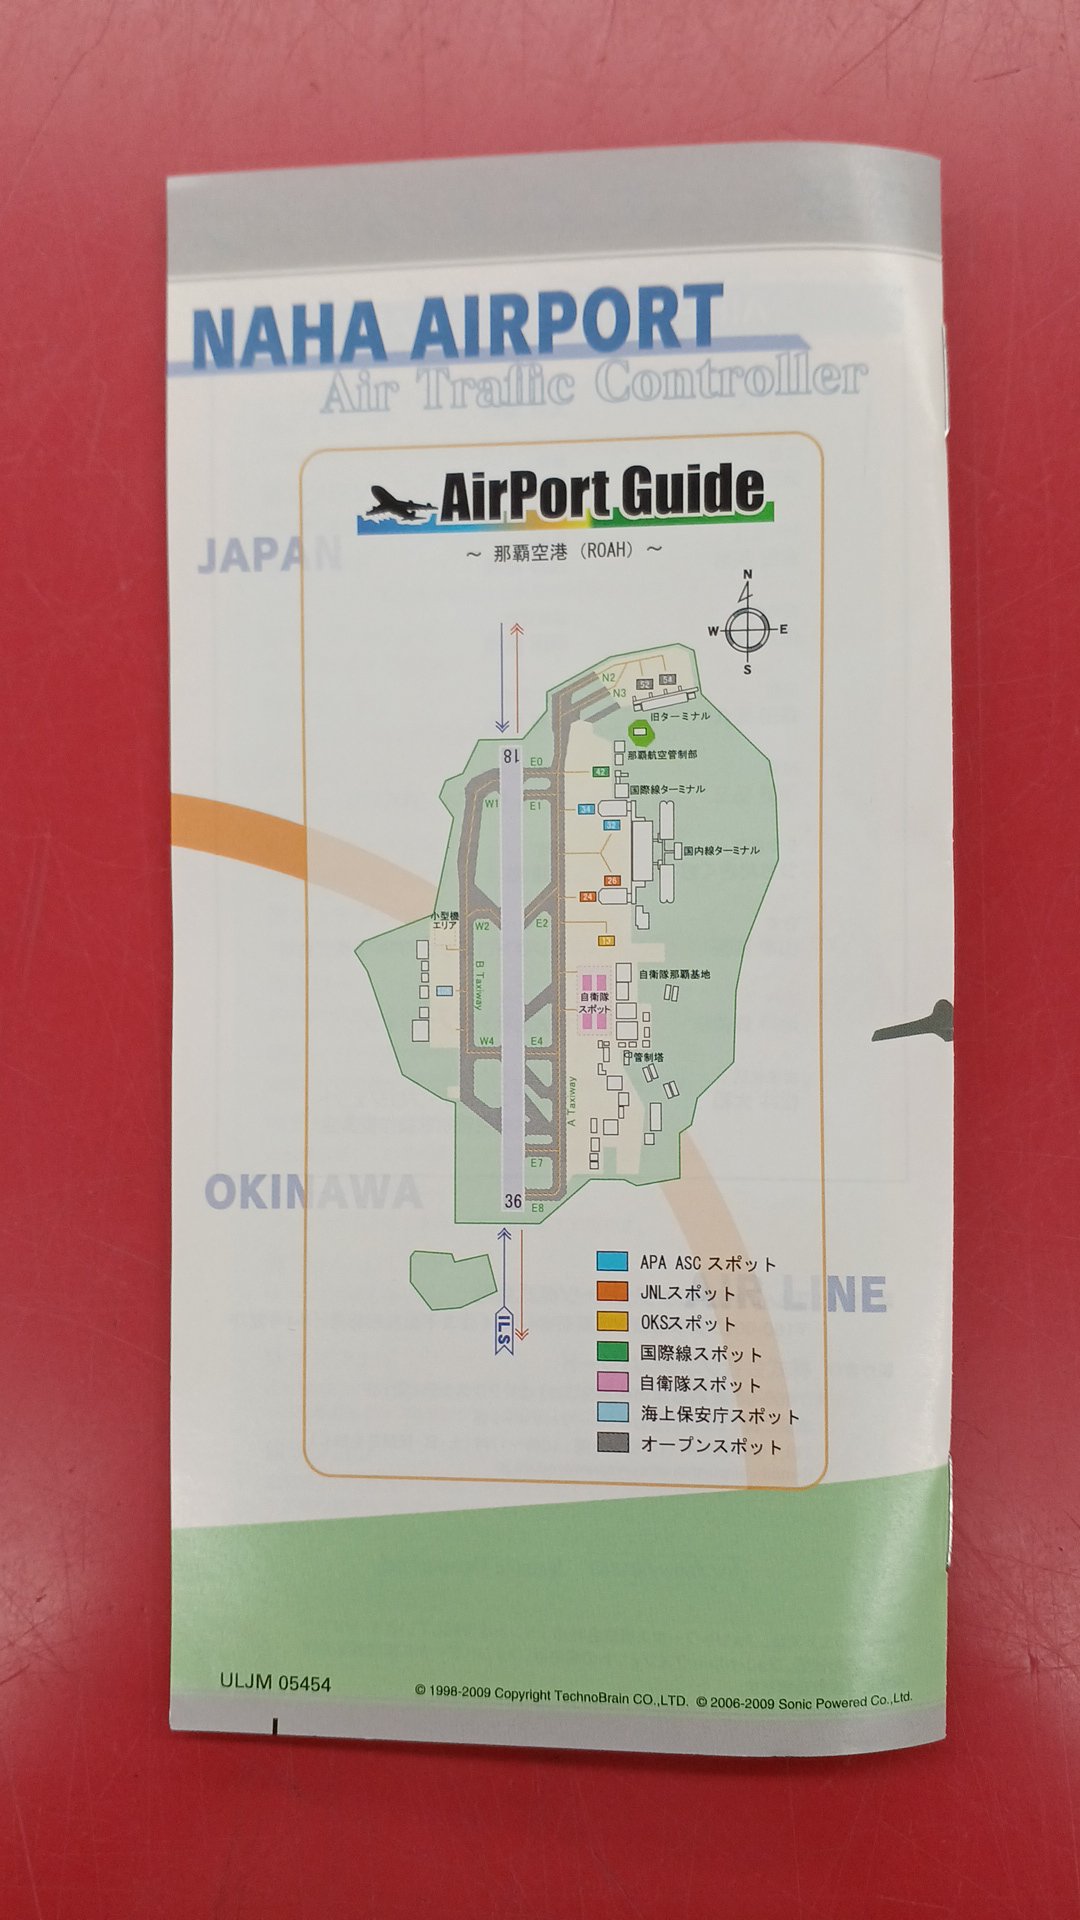 NAHA AIRPORT
Air Traffic Controller
AirPort Guide
～ 那覇空港 (ROAH) ～
JAPAN
N
W E
S
N2
N3
52 54
旧ターミナル
那覇航空管制部
18
E0
42
国際線ターミナル
W1
E1
34
32
国内線ターミナル
26
24
小型機
エリア
W2
E2
B Taxiway
自衛隊那覇基地
自衛隊
スポット
W4
E4
管制塔
A Taxiway
E7
36
E8
OKINAWA
ILS
AIR LINE
APA ASC スポット
JNLスポット
OKSスポット
国際線スポット
自衛隊スポット
海上保安庁スポット
オープンスポット
ULJM 05454
© 1998-2009 Copyright TechnoBrain CO.,LTD. © 2006-2009 Sonic Powered Co.,Ltd.